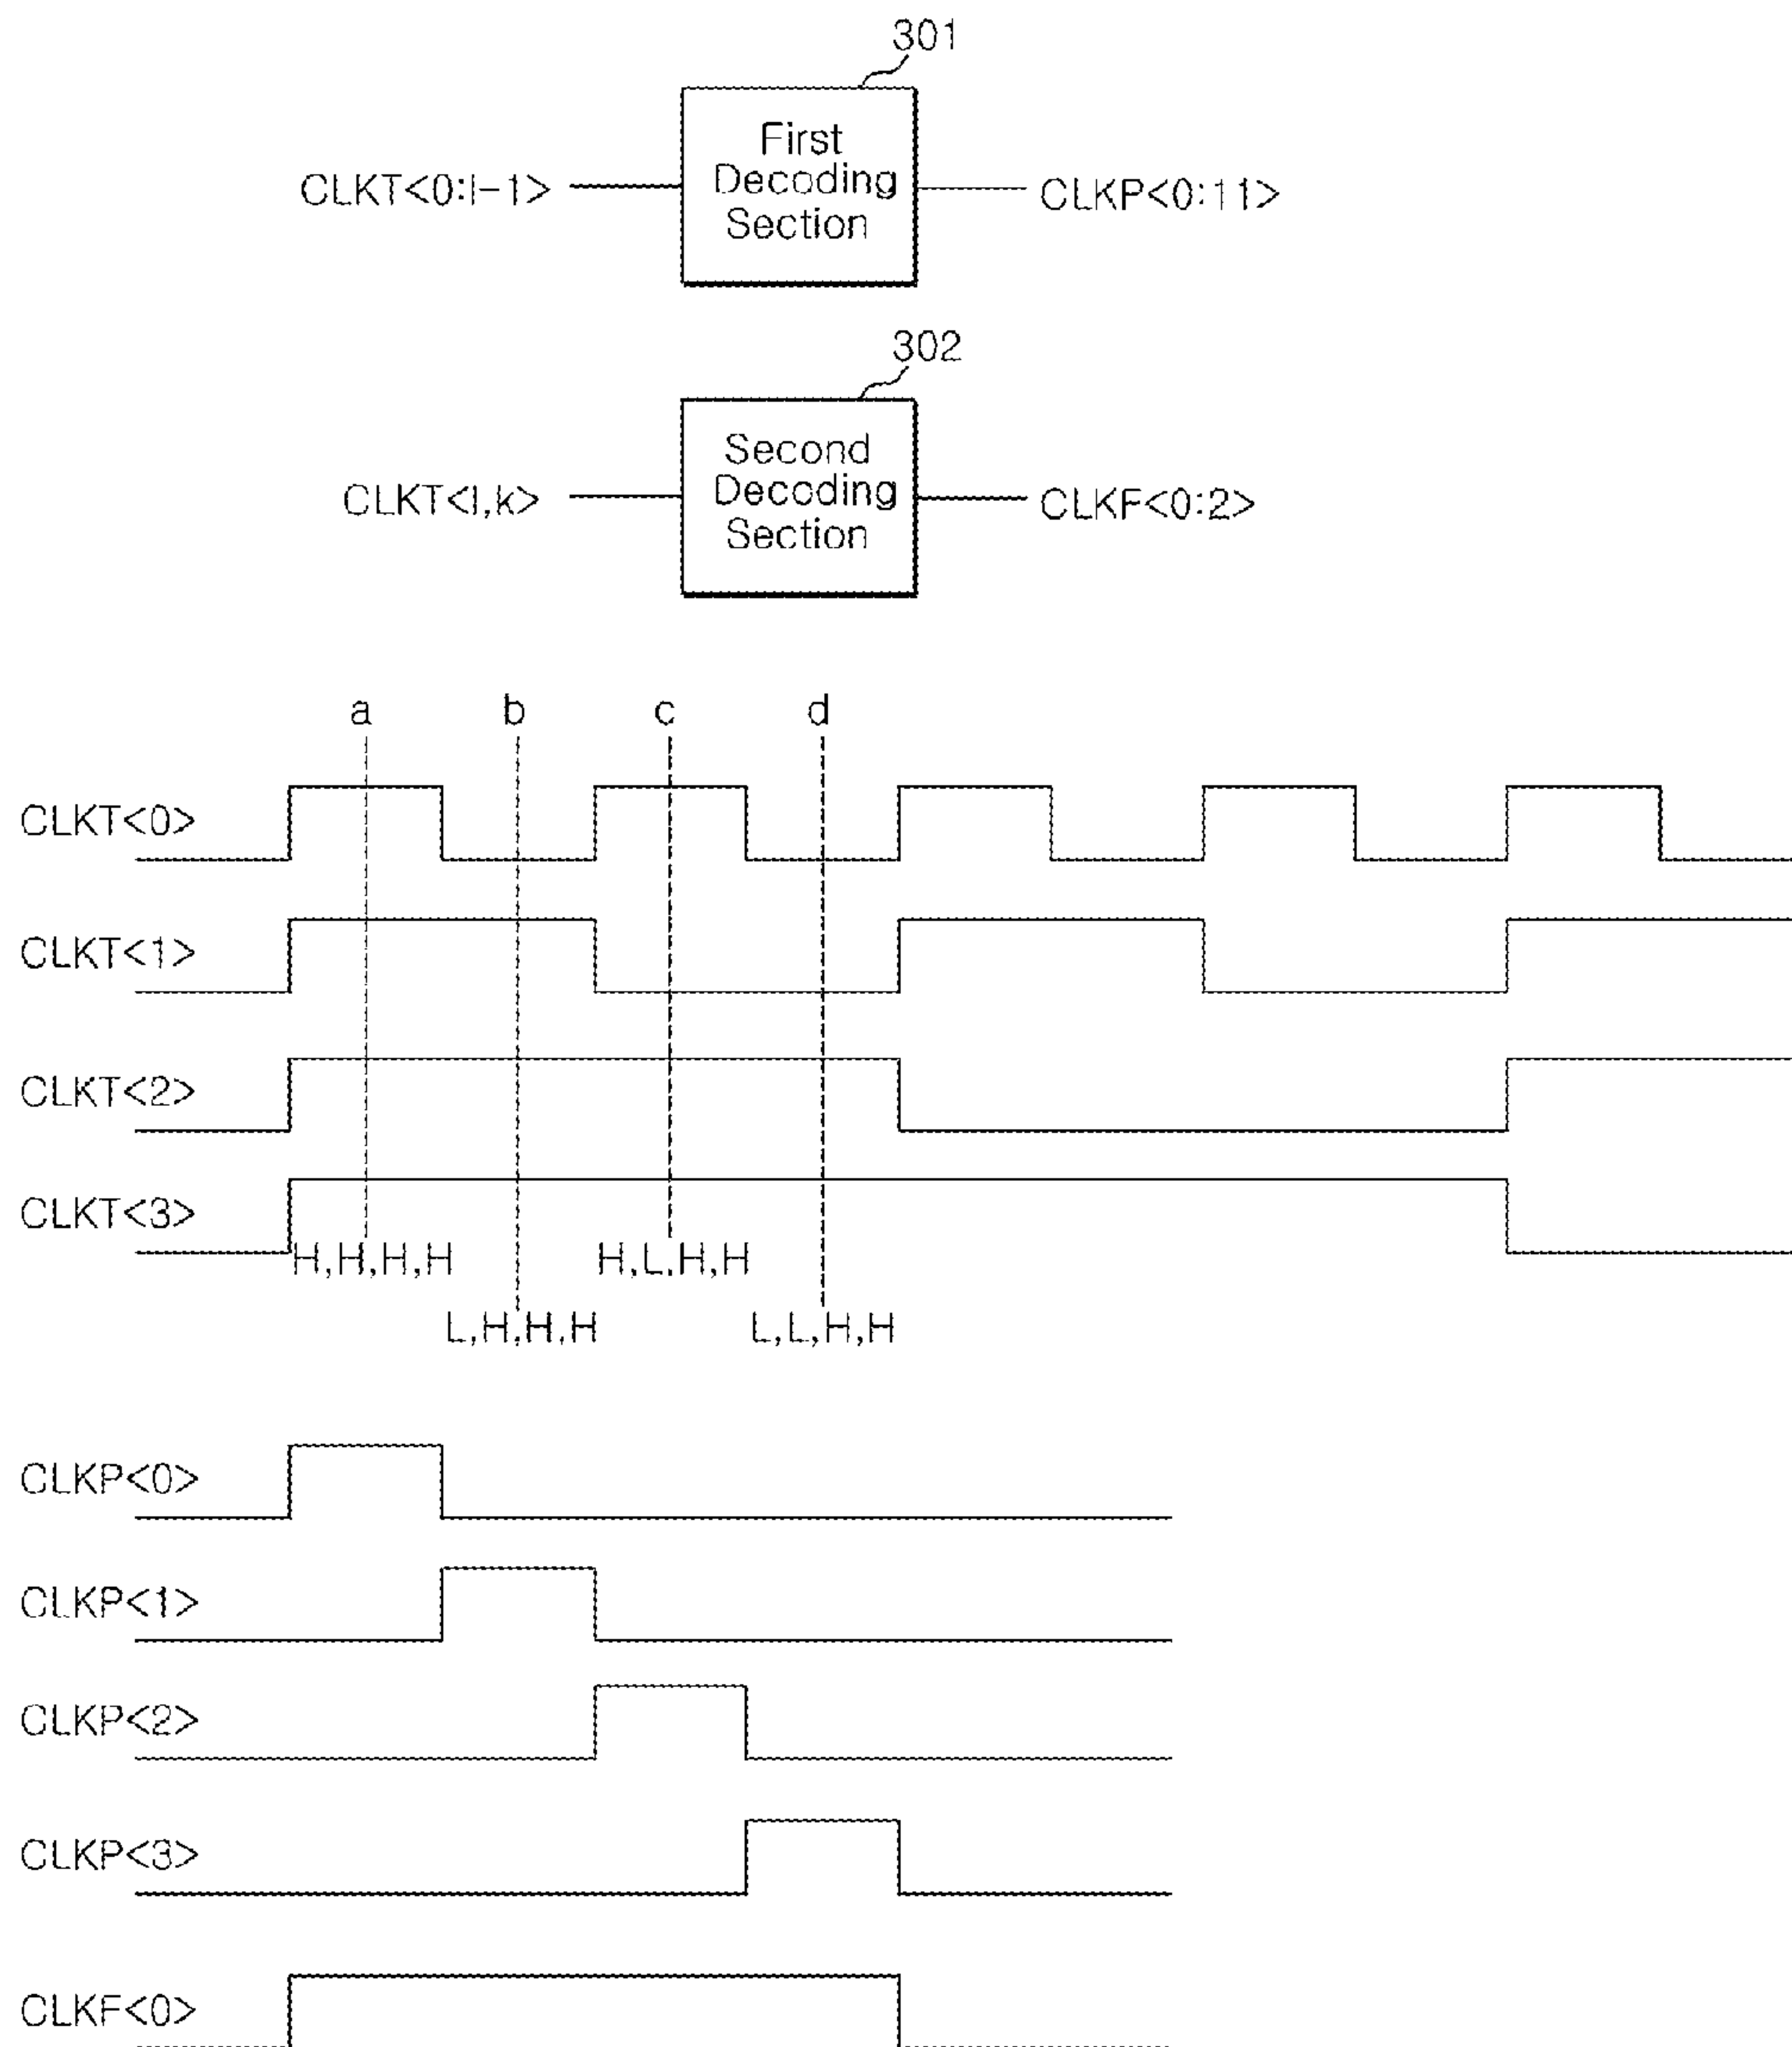 301
First
Decoding
Section
CLKT<0:l-1>
CLKP<0:11>
302
Second
Decoding
Section
CLKT<l,k>
CLKF<0:2>
a b c d
CLKT<0>
CLKT<1>
CLKT<2>
CLKT<3>
H,H,H,H H,L,H,H
L,H,H,H L,L,H,H
CLKP<0>
CLKP<1>
CLKP<2>
CLKP<3>
CLKF<0>